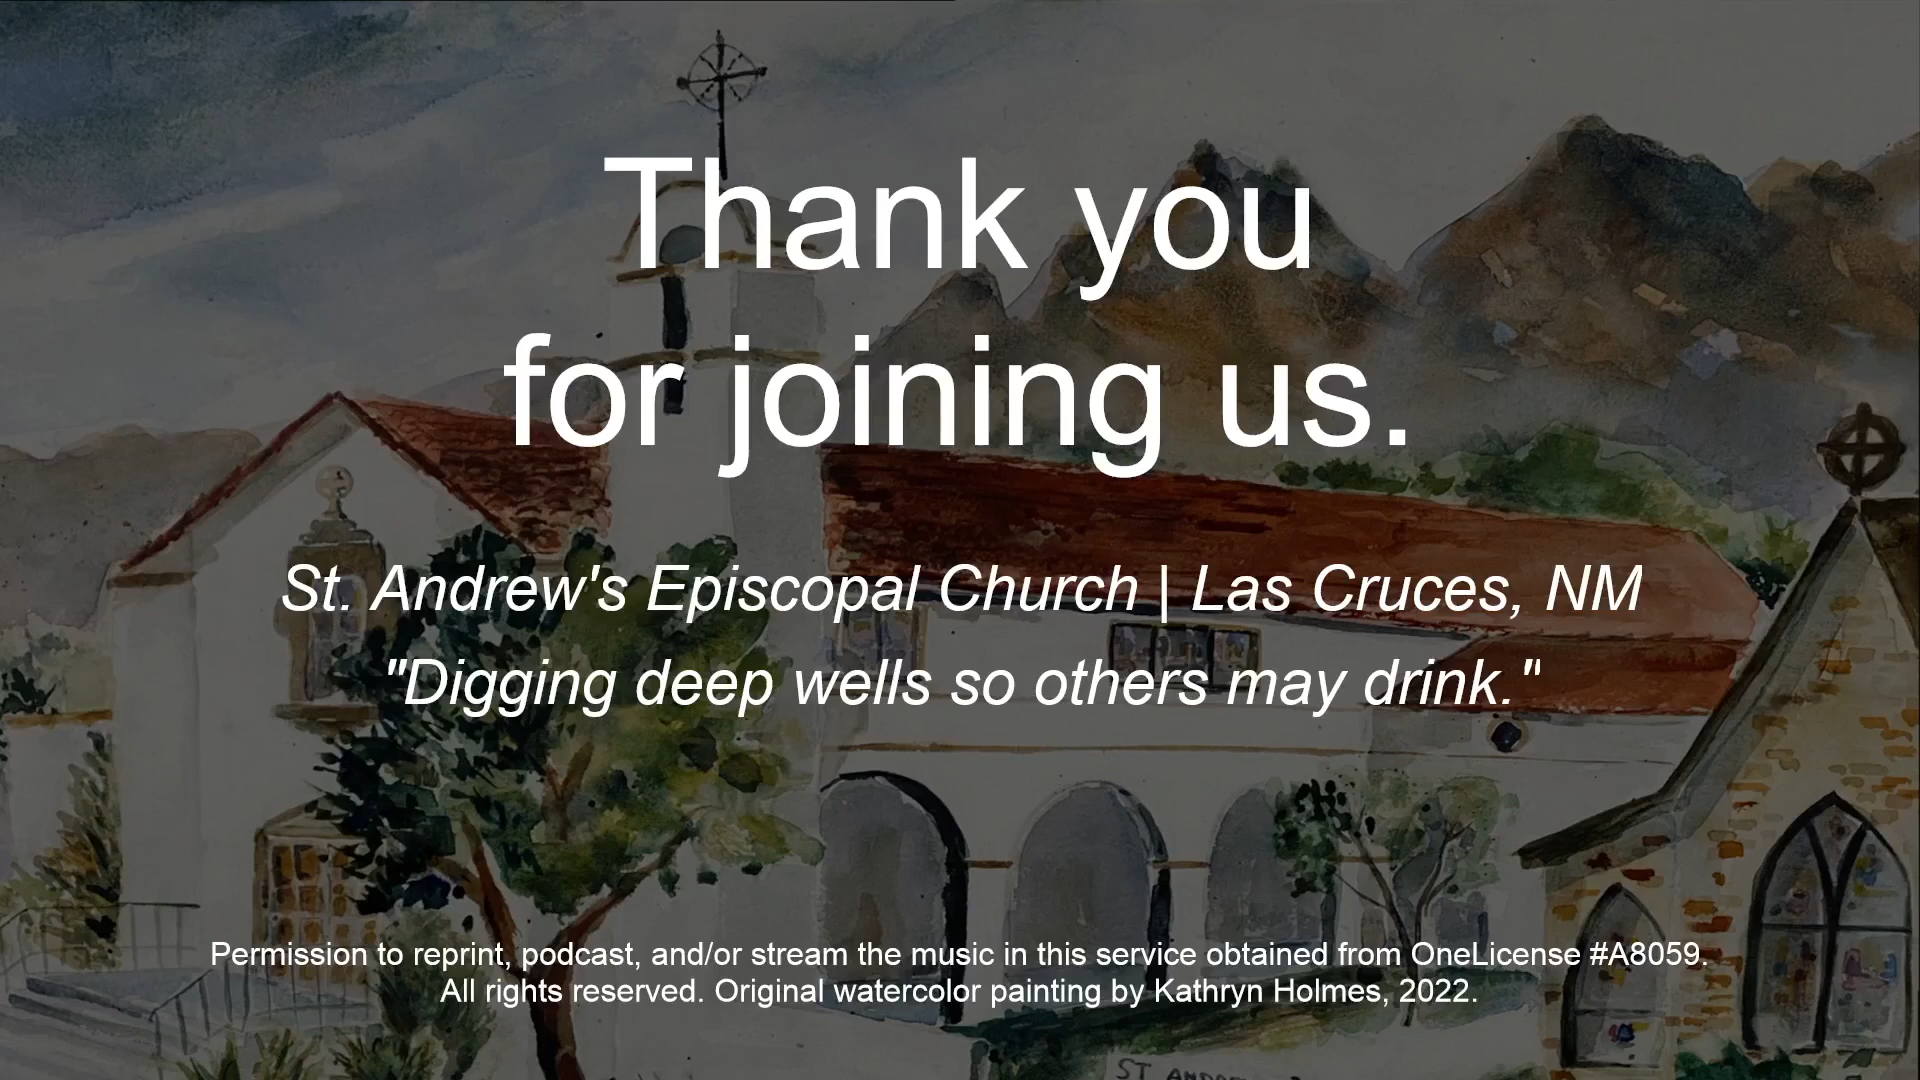 Thank you
for joining us.
St. Andrew's Episcopal Church | Las Cruces, NM
"Digging deep wells so others may drink."
Permission to reprint, podcast, and/or stream the music in this service obtained from OneLicense #A8059.
All rights reserved. Original watercolor painting by Kathryn Holmes, 2022.
ST